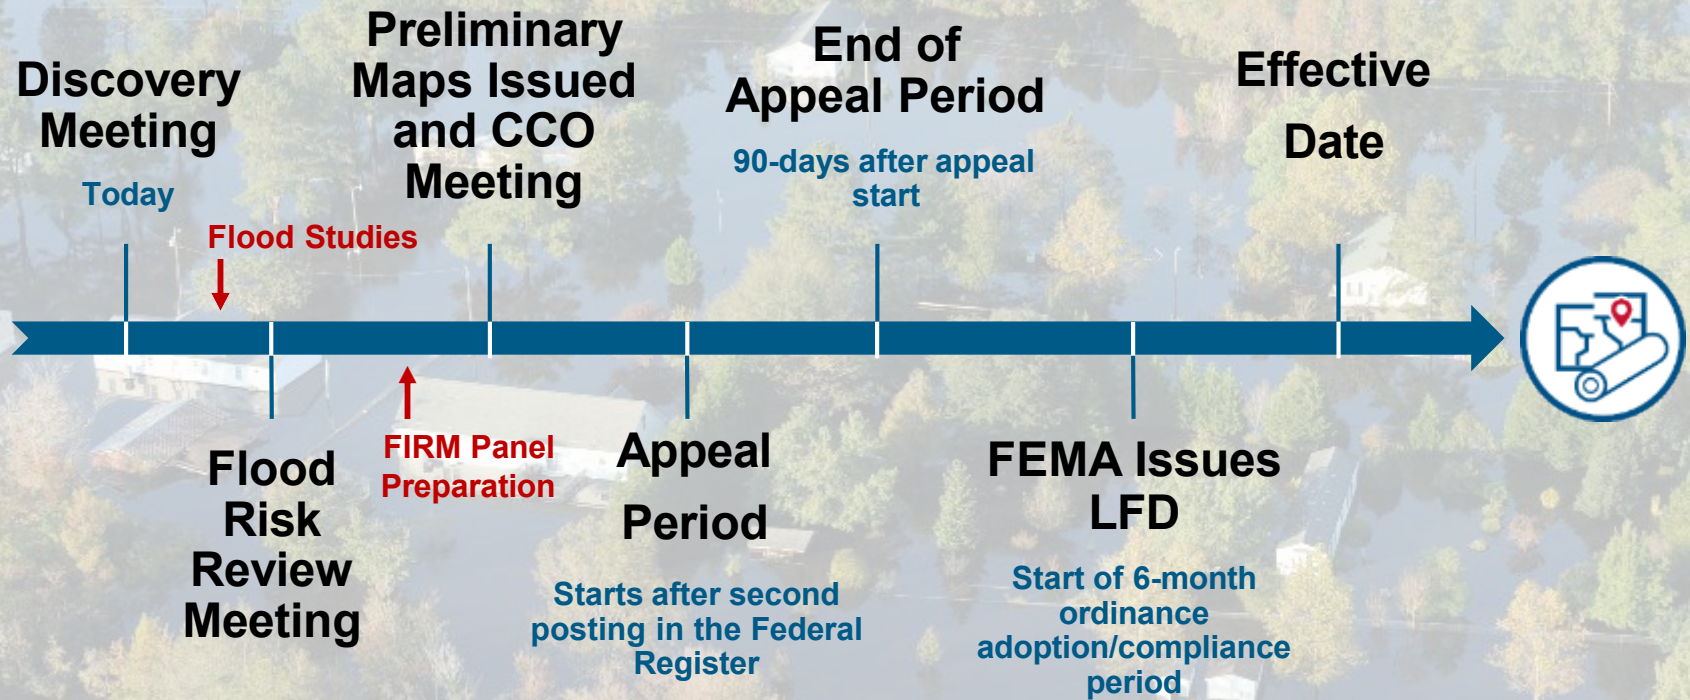 Discovery
Meeting
Today
Flood Studies
Flood
Risk
Review
Meeting
FIRM Panel
Preparation
Preliminary
Maps Issued
and CCO
Meeting
Appeal
Period
Starts after second
posting in the Federal
Register
End of
Appeal Period
90-days after appeal
start
FEMA Issues
LFD
Start of 6-month
ordinance
adoption/compliance
period
Effective
Date